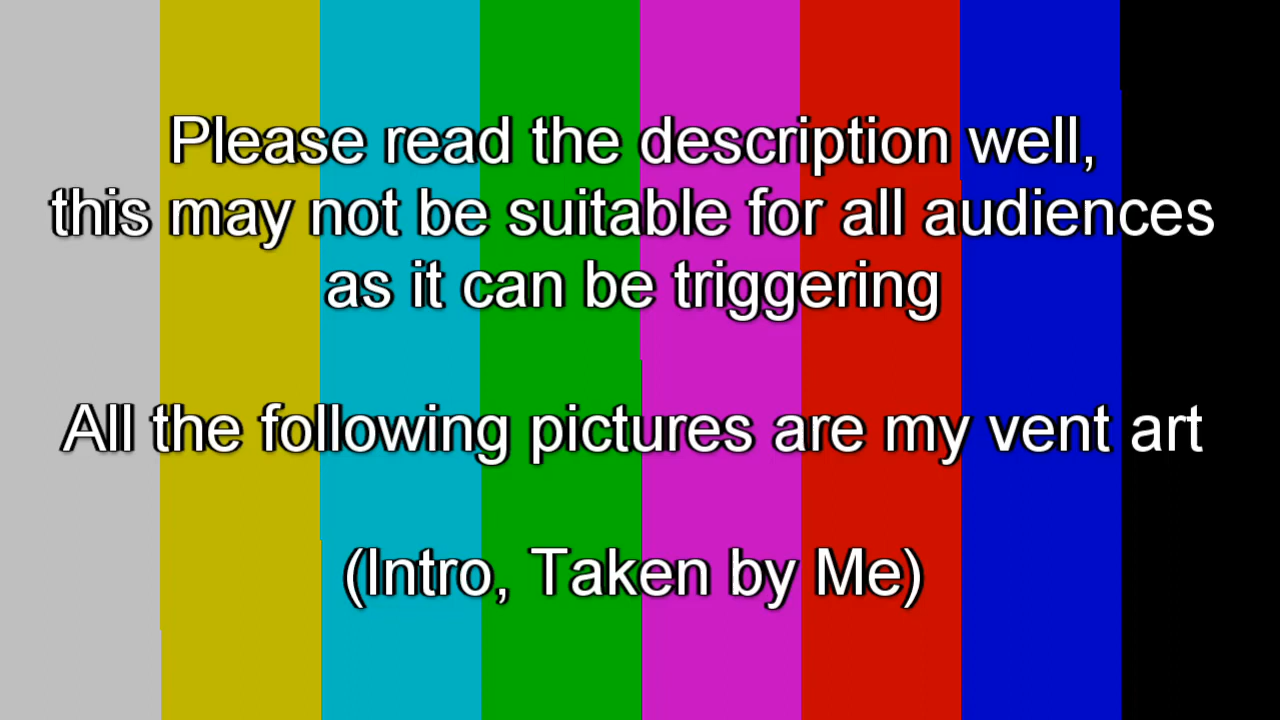 Please read the description well,
this may not be suitable for all audiences
as it can be triggering
All the following pictures are my vent art
(Intro, Taken by Me)